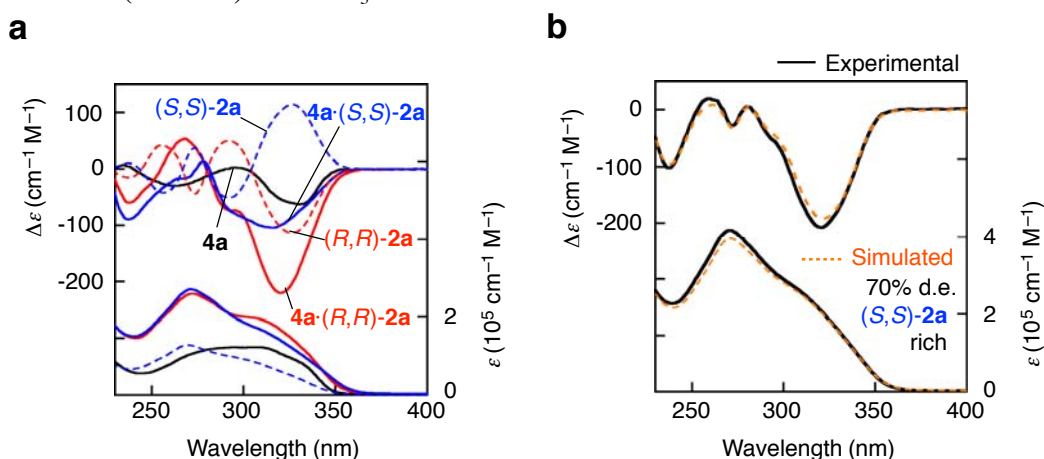 a
b
Experimental
(S,S)-2a
4a·(S,S)-2a
4a
(R,R)-2a
4a·(R,R)-2a
100
0
-100
-200
Δε (cm⁻¹ M⁻¹)
2
0
ε (10⁵ cm⁻¹ M⁻¹)
250
300
350
400
Wavelength (nm)
0
-100
-200
Δε (cm⁻¹ M⁻¹)
Simulated
70% d.e.
(S,S)-2a
rich
4
2
0
ε (10⁵ cm⁻¹ M⁻¹)
250
300
350
400
Wavelength (nm)